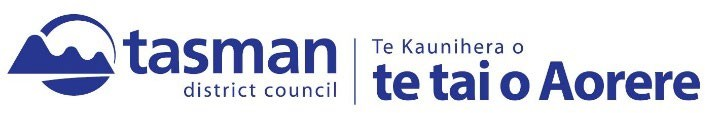 tasman
district council
Te Kaunihera o
te tai o Aorere